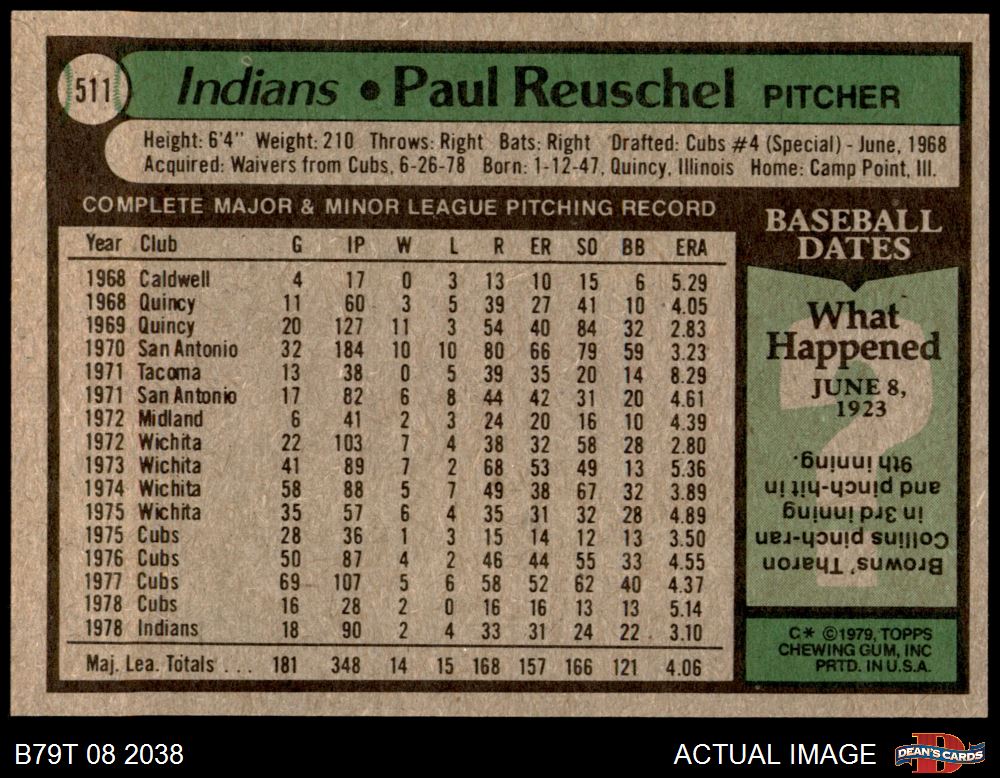 511
Indians • Paul Reuschel PITCHER
Height: 6'4" Weight: 210 Throws: Right Bats: Right Drafted: Cubs #4 (Special) - June, 1968
Acquired: Waivers from Cubs, 6-26-78 Born: 1-12-47, Quincy, Illinois Home: Camp Point, Ill.
COMPLETE MAJOR & MINOR LEAGUE PITCHING RECORD
Year Club G IP W L R ER SO BB ERA
1968 Caldwell 4 17 0 3 13 10 15 6 5.29
1968 Quincy 11 60 3 5 39 27 41 10 4.05
1969 Quincy 20 127 11 3 54 40 84 32 2.83
1970 San Antonio 32 184 10 10 80 66 79 59 3.23
1971 Tacoma 13 38 0 5 39 35 20 14 8.29
1971 San Antonio 17 82 6 8 44 42 31 20 4.61
1972 Midland 6 41 2 3 24 20 16 10 4.39
1972 Wichita 22 103 7 4 38 32 58 28 2.80
1973 Wichita 41 89 7 2 68 53 49 13 5.36
1974 Wichita 58 88 5 7 49 38 67 32 3.89
1975 Wichita 35 57 6 4 35 31 32 28 4.89
1975 Cubs 28 36 1 3 15 14 12 13 3.50
1976 Cubs 50 87 4 2 46 44 55 33 4.55
1977 Cubs 69 107 5 6 58 52 62 40 4.37
1978 Cubs 16 28 2 0 16 16 13 13 5.14
1978 Indians 18 90 2 4 33 31 24 22 3.10
Maj. Lea. Totals . . . 181 348 14 15 168 157 166 121 4.06
BASEBALL
DATES
What
Happened
JUNE 8,
1923
Browns' Tharon
Collins pinch-ran
in 3rd inning
and pinch-hit in
9th inning.
C* ©1979, TOPPS
CHEWING GUM, INC
PRTD. IN U.S.A.
B79T 08 2038
ACTUAL IMAGE
DEAN'S CARDS